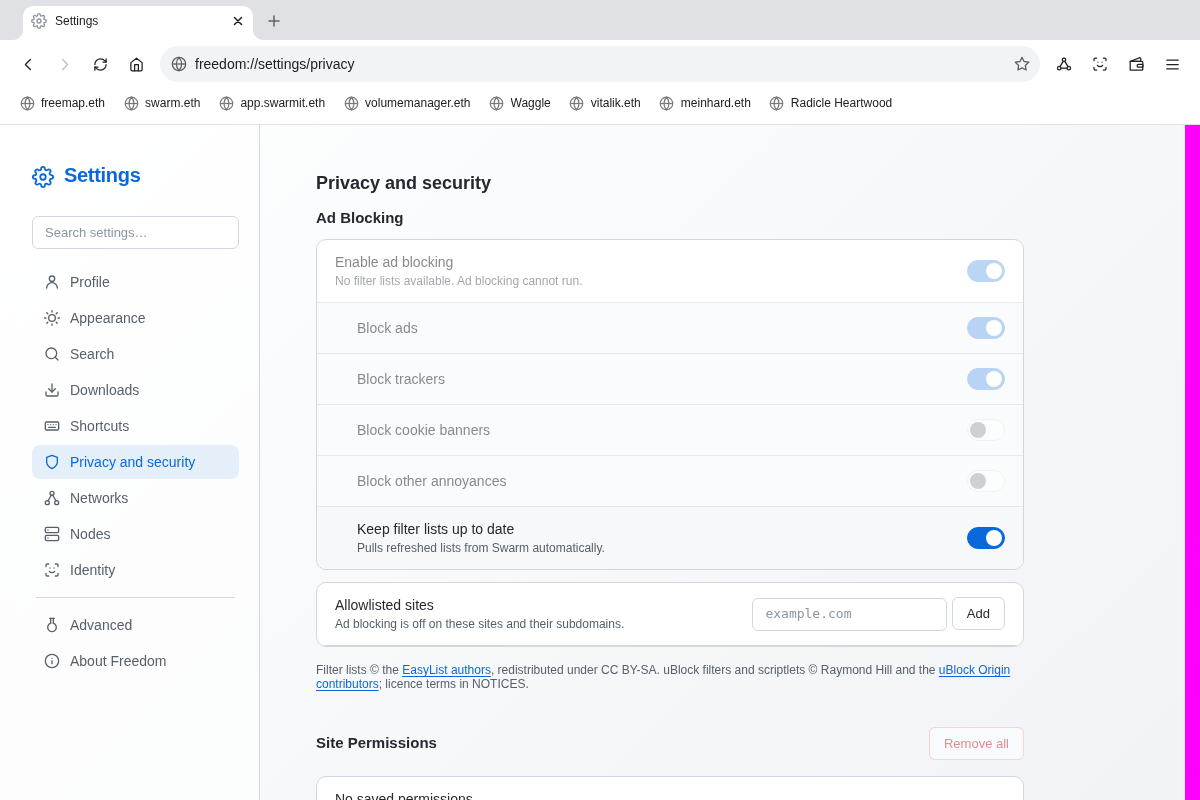 Settings
freedom://settings/privacy
freemap.eth
swarm.eth
app.swarmit.eth
volumemanager.eth
Waggle
vitalik.eth
meinhard.eth
Radicle Heartwood
Settings
Search settings…
Profile
Appearance
Search
Downloads
Shortcuts
Privacy and security
Networks
Nodes
Identity
Advanced
About Freedom
Privacy and security
Ad Blocking
Enable ad blocking
No filter lists available. Ad blocking cannot run.
Block ads
Block trackers
Block cookie banners
Block other annoyances
Keep filter lists up to date
Pulls refreshed lists from Swarm automatically.
Allowlisted sites
Ad blocking is off on these sites and their subdomains.
example.com
Add
Filter lists © the EasyList authors, redistributed under CC BY-SA. uBlock filters and scriptlets © Raymond Hill and the uBlock Origin
contributors; licence terms in NOTICES.
Site Permissions
Remove all
No saved permissions